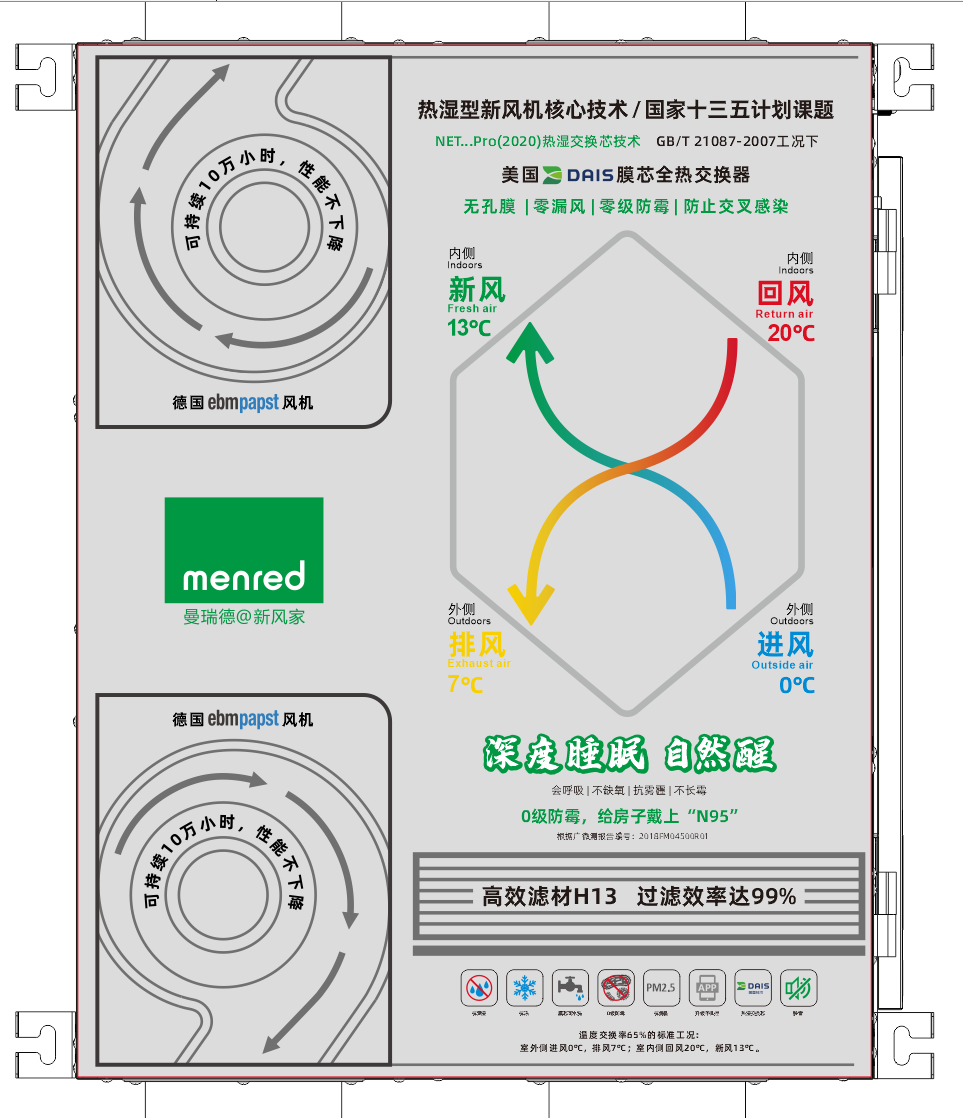 可持续10万小时，性能不下降
德国ebmpapst风机
menred
曼瑞德@新风家
德国ebmpapst风机
可持续10万小时，性能不下降
热湿型新风机核心技术 / 国家十三五计划课题
NET...Pro(2020)热湿交换芯技术 GB/T 21087-2007工况下
美国 DAIS膜芯全热交换器
无孔膜 | 零漏风 | 零级防霉 | 防止交叉感染
内侧
Indoors
新风
Fresh air
13℃
内侧
Indoors
回风
Return air
20℃
外侧
Outdoors
排风
Exhaust air
7℃
外侧
Outdoors
进风
Outside air
0℃
深度睡眠 自然醒
会呼吸 | 不缺氧 | 抗雾霾 | 不长霉
0级防霉，给房子戴上“N95”
根据广微测报告编号：2018FM04500R01
高效滤材H13 过滤效率达99%
PM2.5
APP
DAIS
静音
温度交换率65%的标准工况：
室外侧进风0℃，排风7℃；室内侧回风20℃，新风13℃。